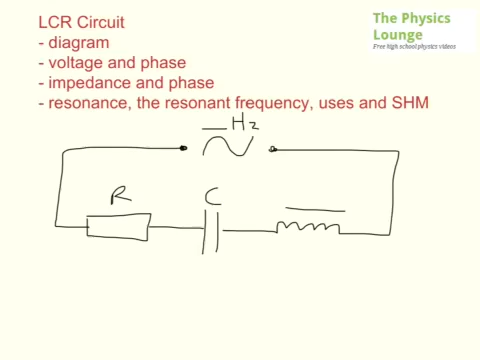 LCR Circuit
- diagram
- voltage and phase
- impedance and phase
- resonance, the resonant frequency, uses and SHM
The Physics
Lounge
Free high school physics videos
__Hz
R
C